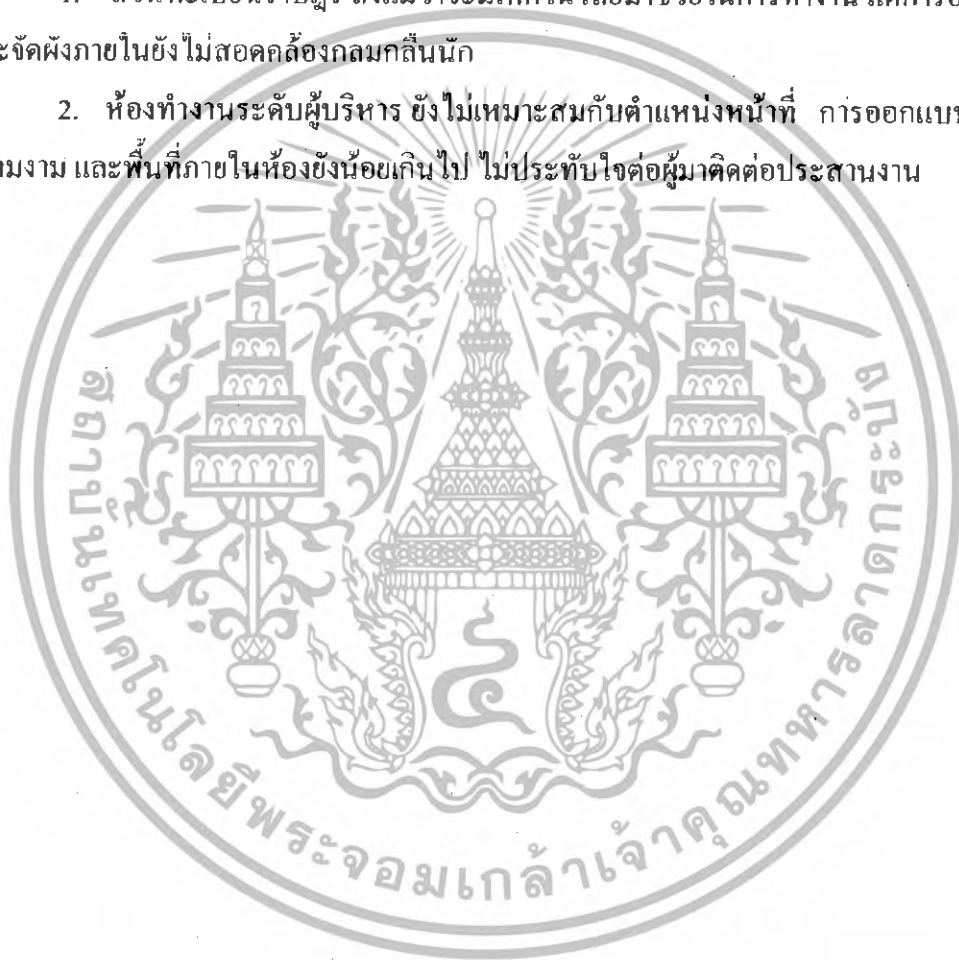 ะจัดผังภายในยังไม่สอดคล้องกลมกลืนนัก
2. ห้องทำงานระดับผู้บริหาร ยังไม่เหมาะสมกับตำแหน่งหน้าที่ การออกแบบ
ามงาม และพื้นที่ภายในห้องยังน้อยเกินไป ไม่ประทับใจต่อผู้มาติดต่อประสานงาน
สถาบันเทคโนโลยีพระจอมเกล้าเจ้าคุณทหารลาดกระบัง
๔